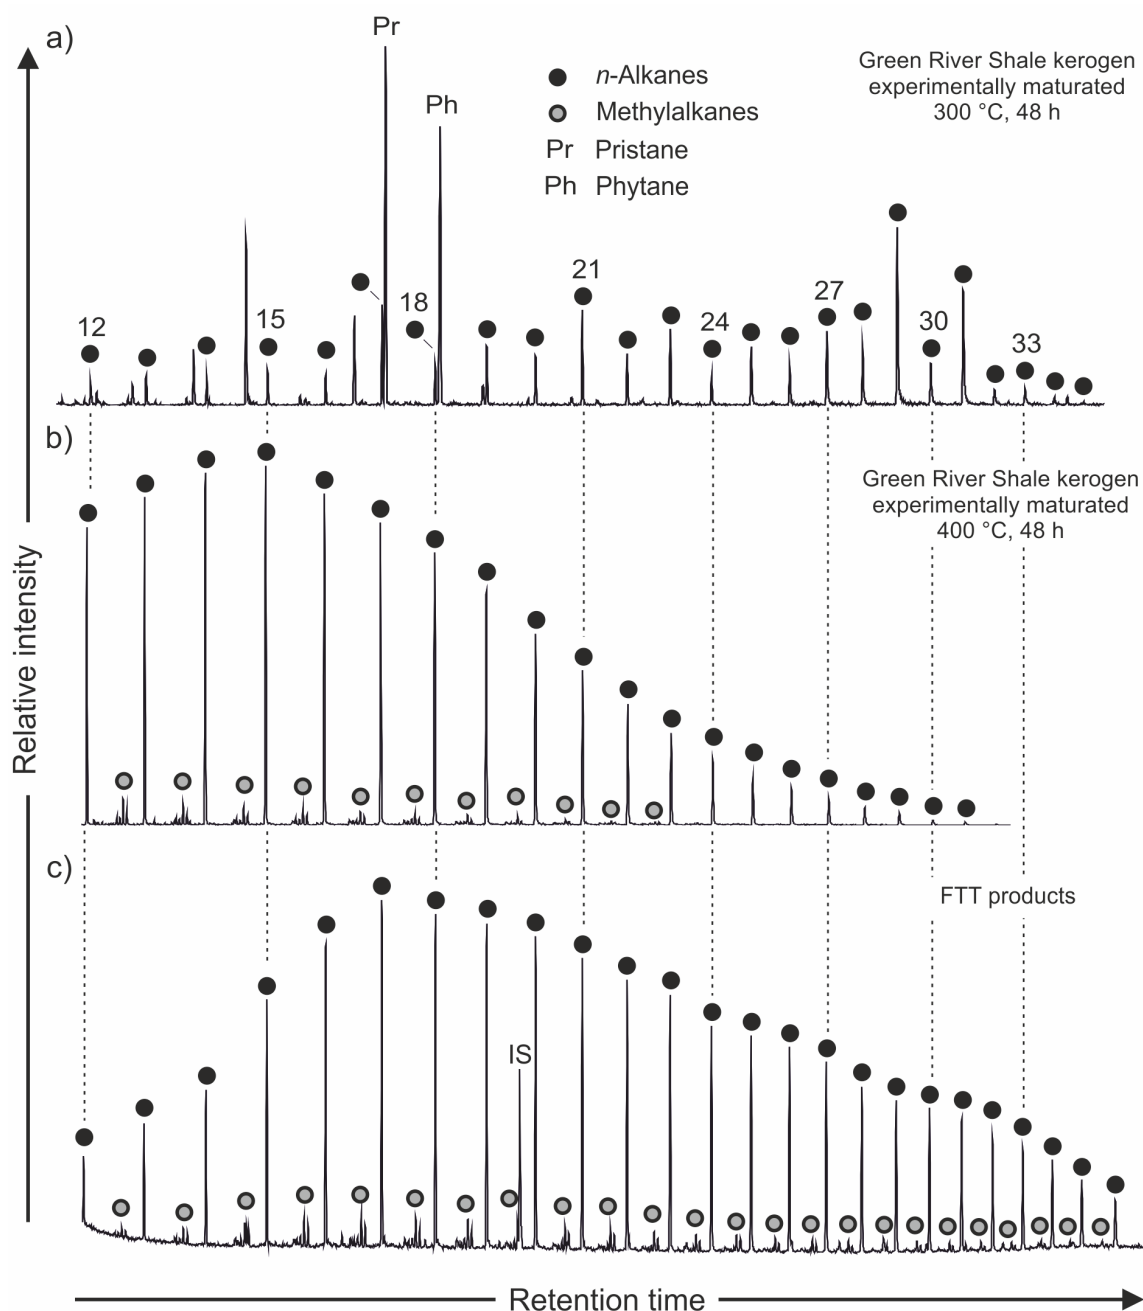 a)
Pr
Ph
n-Alkanes
Methylalkanes
Pr Pristane
Ph Phytane
Green River Shale kerogen
experimentally maturated
300 °C, 48 h
12
15
18
21
24
27
30
33
b)
Green River Shale kerogen
experimentally maturated
400 °C, 48 h
c)
FTT products
IS
Relative intensity
Retention time